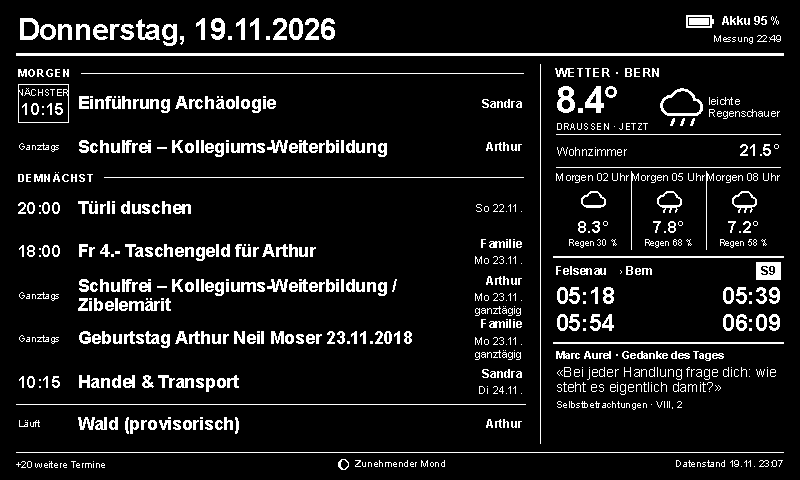 Donnerstag, 19.11.2026
Akku 95 %
Messung 22:49
MORGEN
NÄCHSTER
10:15 Einführung Archäologie Sandra
Ganztags Schulfrei – Kollegiums-Weiterbildung Arthur
DEMNÄCHST
20:00 Türli duschen So 22.11.
18:00 Fr 4.- Taschengeld für Arthur Familie
Mo 23.11.
Ganztags Schulfrei – Kollegiums-Weiterbildung / Arthur
Zibelemärit Mo 23.11.
ganztägig
Ganztags Geburtstag Arthur Neil Moser 23.11.2018 Familie
Mo 23.11.
ganztägig
10:15 Handel & Transport Sandra
Di 24.11.
Läuft Wald (provisorisch) Arthur
WETTER · BERN
8.4°
leichte
Regenschauer
DRAUSSEN · JETZT
Wohnzimmer 21.5°
Morgen 02 Uhr Morgen 05 Uhr Morgen 08 Uhr
8.3° 7.8° 7.2°
Regen 30 % Regen 68 % Regen 58 %
Felsenau › Bern S9
05:18 05:39
05:54 06:09
Marc Aurel · Gedanke des Tages
«Bei jeder Handlung frage dich: wie
steht es eigentlich damit?»
Selbstbetrachtungen · VIII, 2
+20 weitere Termine Zunehmender Mond Datenstand 19.11. 23:07